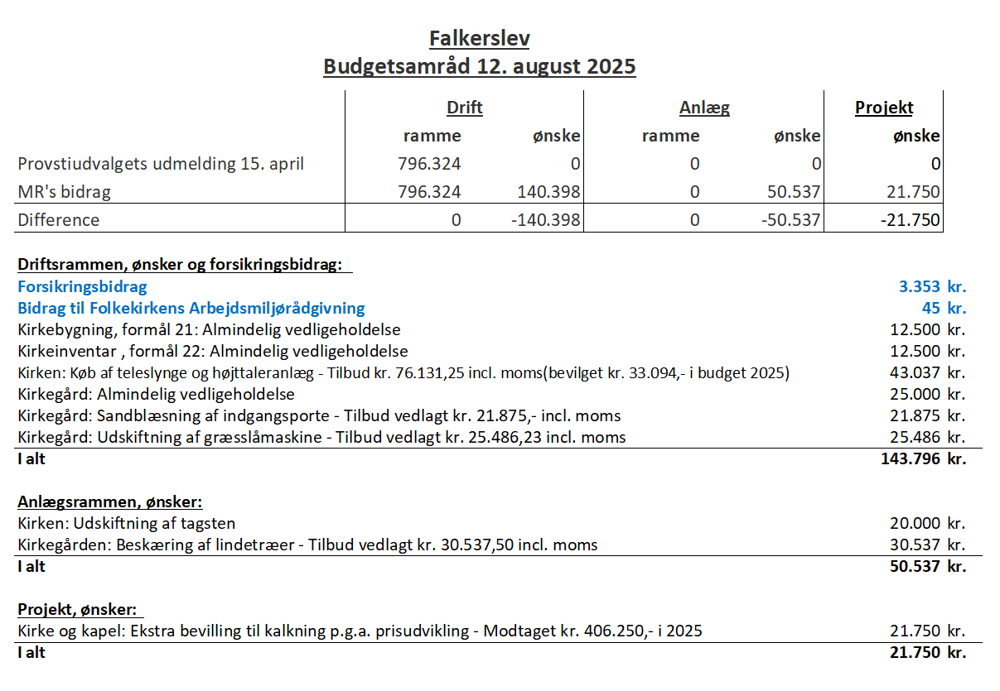 Falkerslev
Budgetsamråd 12. august 2025
Drift Anlæg Projekt
ramme ønske ramme ønske ønske
Provstiudvalgets udmelding 15. april 796.324 0 0 0 0
MR's bidrag 796.324 140.398 0 50.537 21.750
Difference 0 -140.398 0 -50.537 -21.750
Driftsrammen, ønsker og forsikringsbidrag:
Forsikringsbidrag 3.353 kr.
Bidrag til Folkekirkens Arbejdsmiljørådgivning 45 kr.
Kirkebygning, formål 21: Almindelig vedligeholdelse 12.500 kr.
Kirkeinventar , formål 22: Almindelig vedligeholdelse 12.500 kr.
Kirken: Køb af teleslynge og højttaleranlæg - Tilbud kr. 76.131,25 incl. moms(bevilget kr. 33.094,- i budget 2025) 43.037 kr.
Kirkegård: Almindelig vedligeholdelse 25.000 kr.
Kirkegård: Sandblæsning af indgangsporte - Tilbud vedlagt kr. 21.875,- incl. moms 21.875 kr.
Kirkegård: Udskiftning af græsslåmaskine - Tilbud vedlagt kr. 25.486,23 incl. moms 25.486 kr.
I alt 143.796 kr.
Anlægsrammen, ønsker:
Kirken: Udskiftning af tagsten 20.000 kr.
Kirkegården: Beskæring af lindetræer - Tilbud vedlagt kr. 30.537,50 incl. moms 30.537 kr.
I alt 50.537 kr.
Projekt, ønsker:
Kirke og kapel: Ekstra bevilling til kalkning p.g.a. prisudvikling - Modtaget kr. 406.250,- i 2025 21.750 kr.
I alt 21.750 kr.